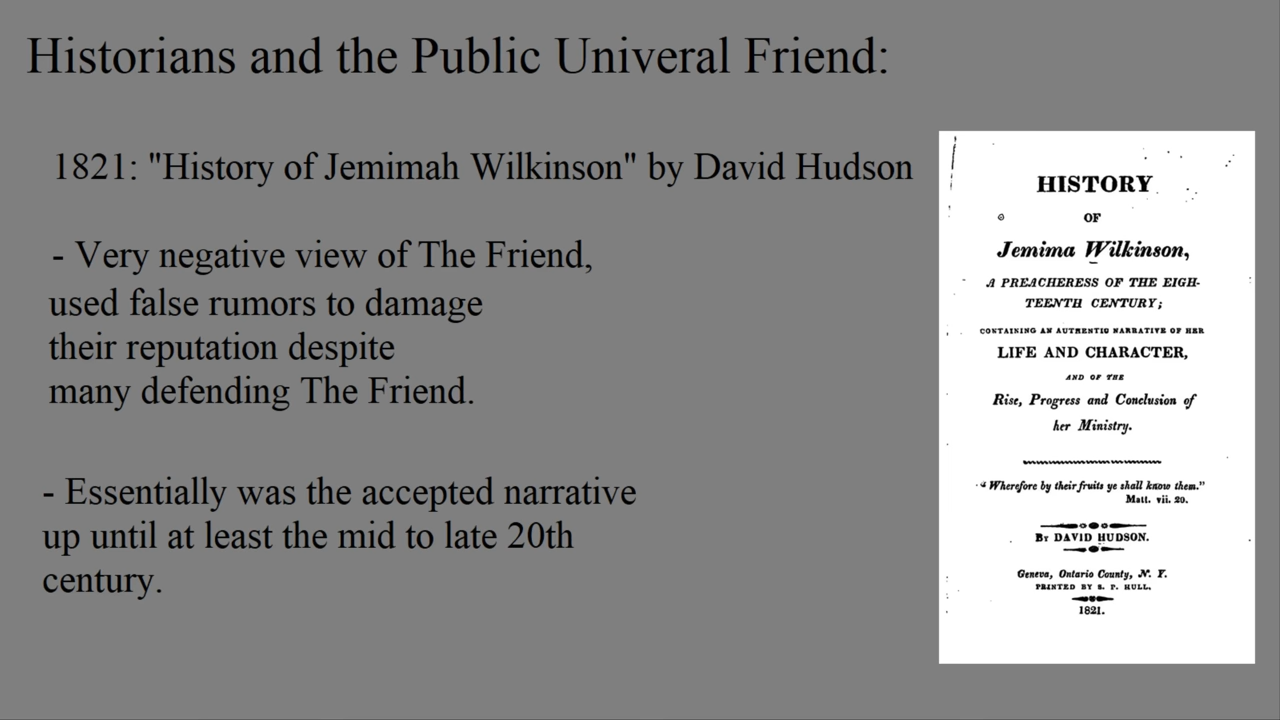 Historians and the Public Univeral Friend:
1821: "History of Jemimah Wilkinson" by David Hudson
- Very negative view of The Friend,
used false rumors to damage
their reputation despite
many defending The Friend.
- Essentially was the accepted narrative
up until at least the mid to late 20th
century.
HISTORY
OF
Jemima Wilkinson,
A PREACHERESS OF THE EIGH-
TEENTH CENTURY;
CONTAINING AN AUTHENTIC NARRATIVE OF HER
LIFE AND CHARACTER,
AND OF THE
Rise, Progress and Conclusion of
her Ministry.
"Wherefore by their fruits ye shall know them."
Matt. vii. 20.
By DAVID HUDSON.
Geneva, Ontario County, N. Y.
PRINTED BY S. P. HULL.
1821.